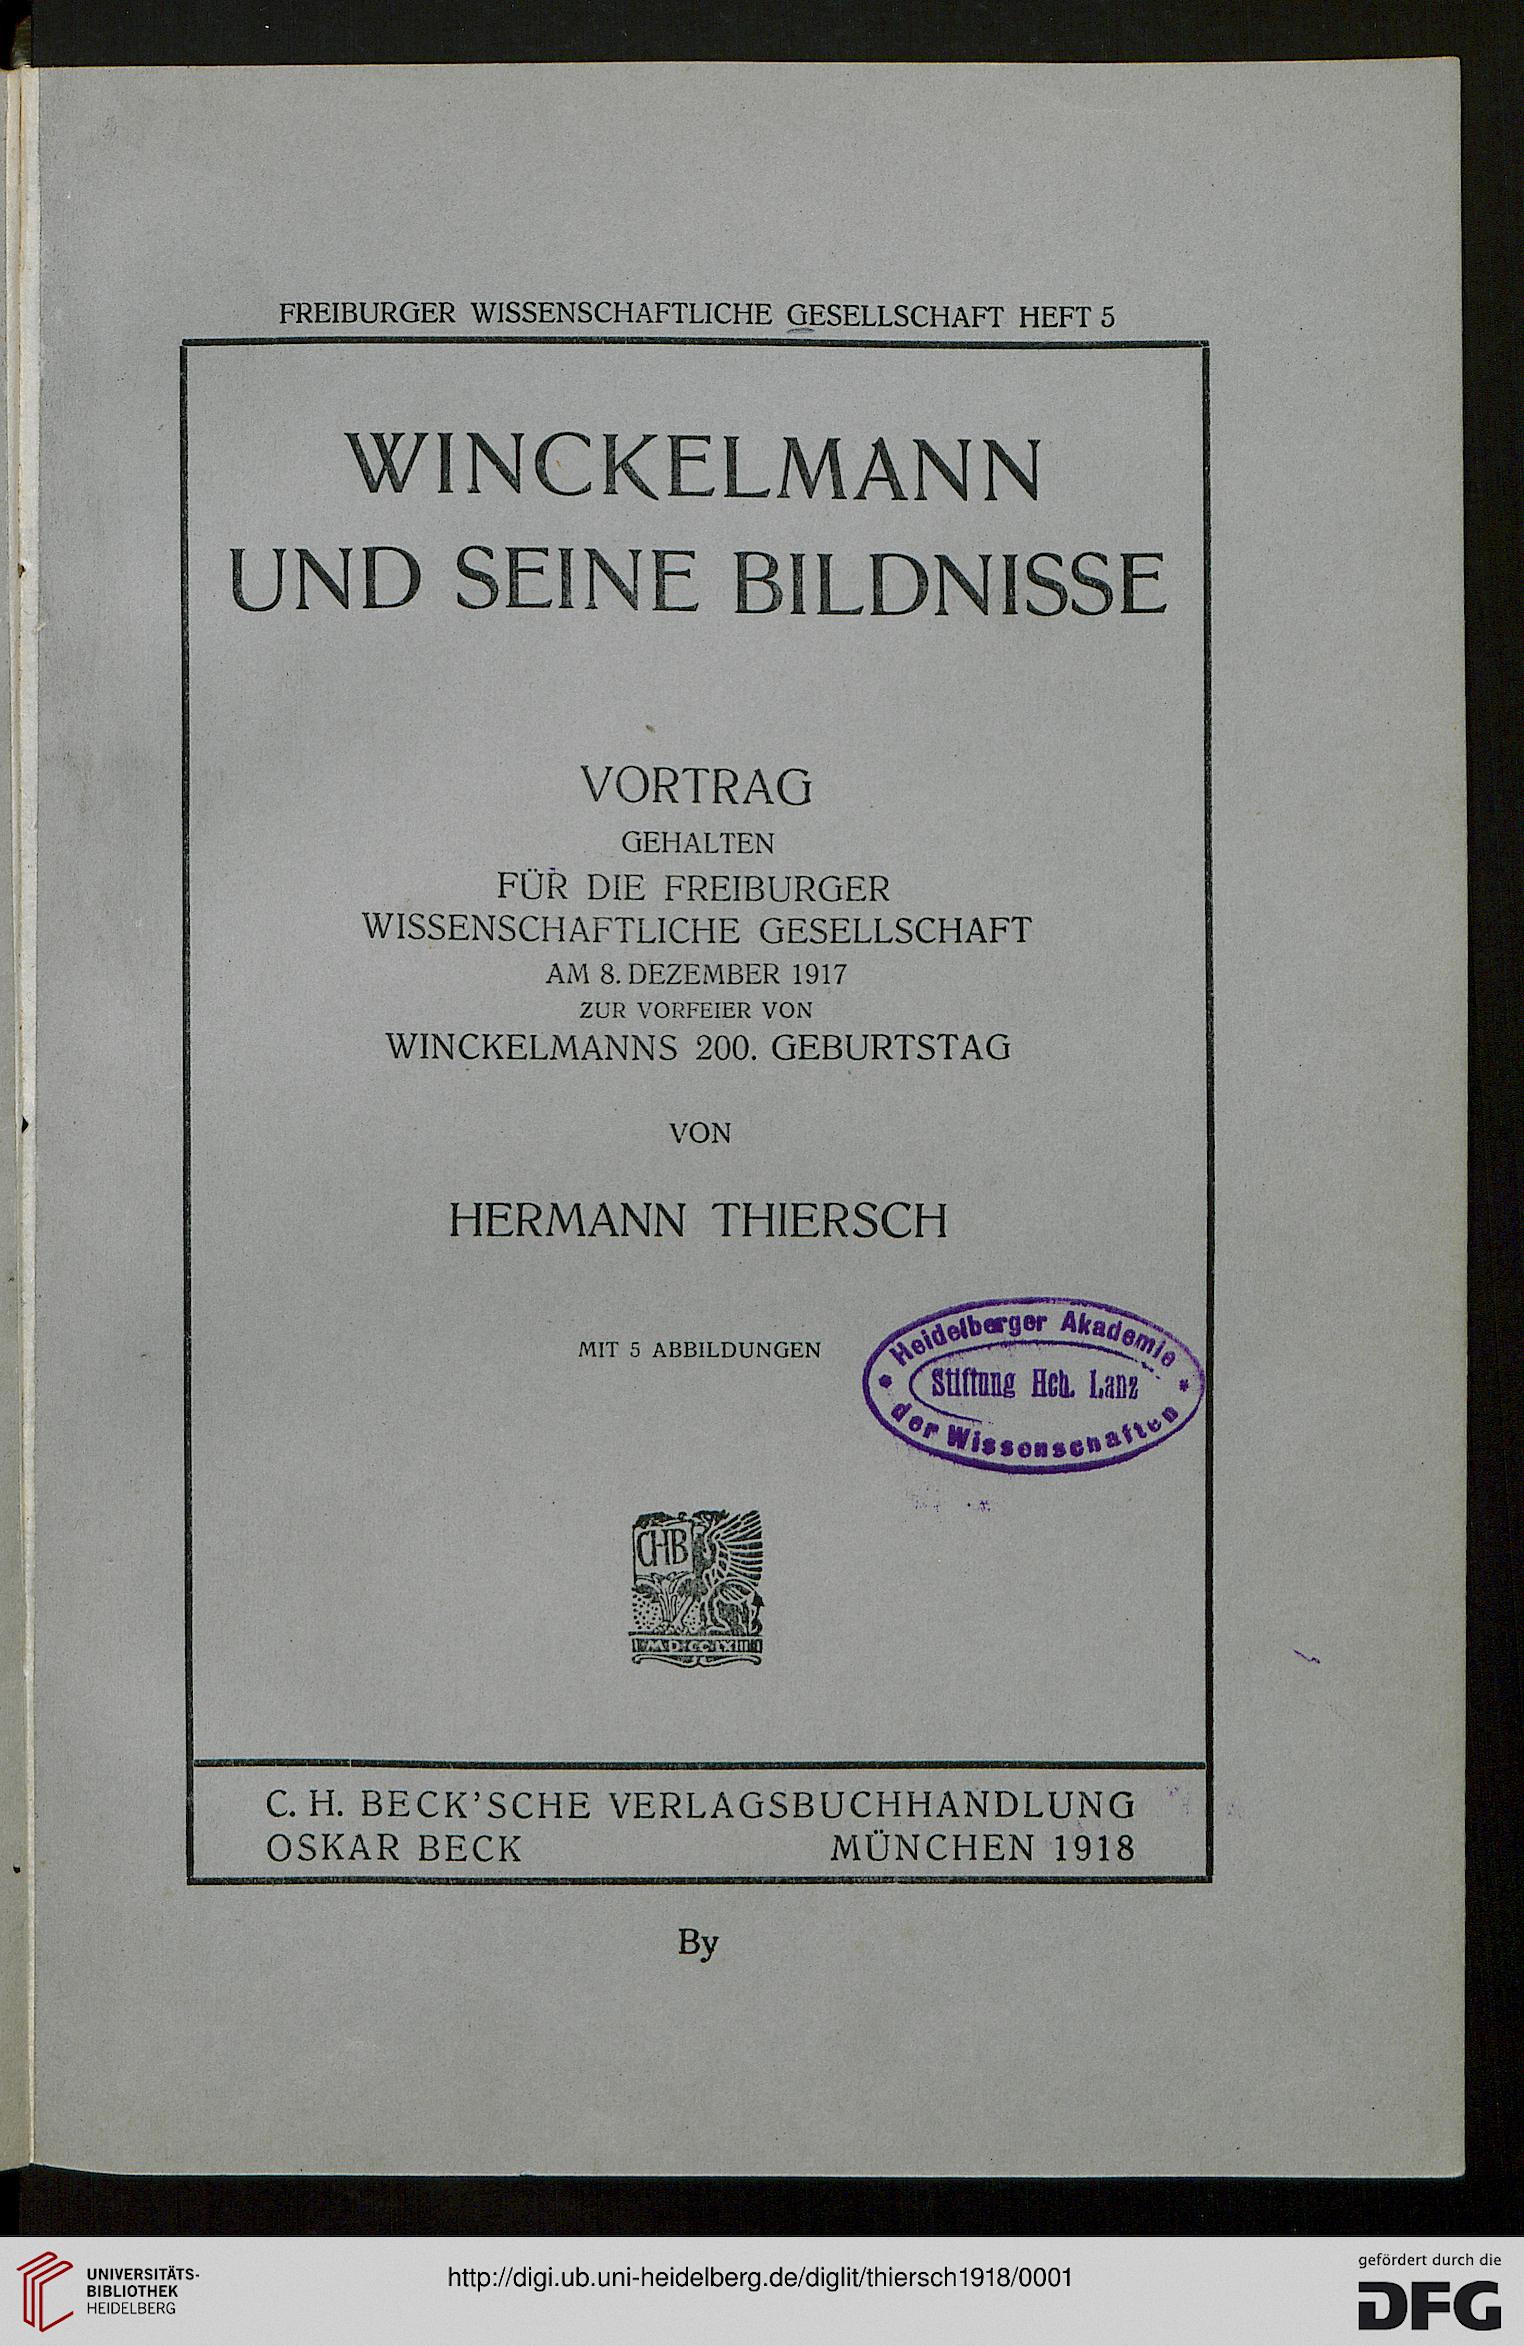 FREIBURGER WISSENSCHAFTLICHE GESELLSCHAFT HEFT 5
WINCKELMANN
UND SEINE BILDNISSE
VORTRAG
GEHALTEN
FÜR DIE FREIBURGER
WISSENSCHAFTLICHE GESELLSCHAFT
AM 8. DEZEMBER 1917
ZUR VORFEIER VON
WINCKELMANNS 200. GEBURTSTAG
VON
HERMANN THIERSCH
MIT 5 ABBILDUNGEN
Heidelberger Akademie
Stiftung Hch. Lanz
der Wissenschaften
CHB
MDCCLXIII
C. H. BECK'SCHE VERLAGSBUCHHANDLUNG
OSKAR BECK MÜNCHEN 1918
By
UNIVERSITÄTS-
BIBLIOTHEK
HEIDELBERG
http://digi.ub.uni-heidelberg.de/diglit/thiersch1918/0001
gefördert durch die
DFG